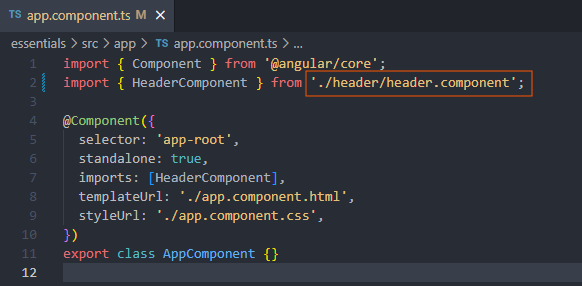 TS app.component.ts M ×
essentials > src > app > TS app.component.ts > ...
1 import { Component } from '@angular/core';
2 import { HeaderComponent } from './header/header.component';
3
4 @Component({
5 selector: 'app-root',
6 standalone: true,
7 imports: [HeaderComponent],
8 templateUrl: './app.component.html',
9 styleUrl: './app.component.css',
10 })
11 export class AppComponent {}
12